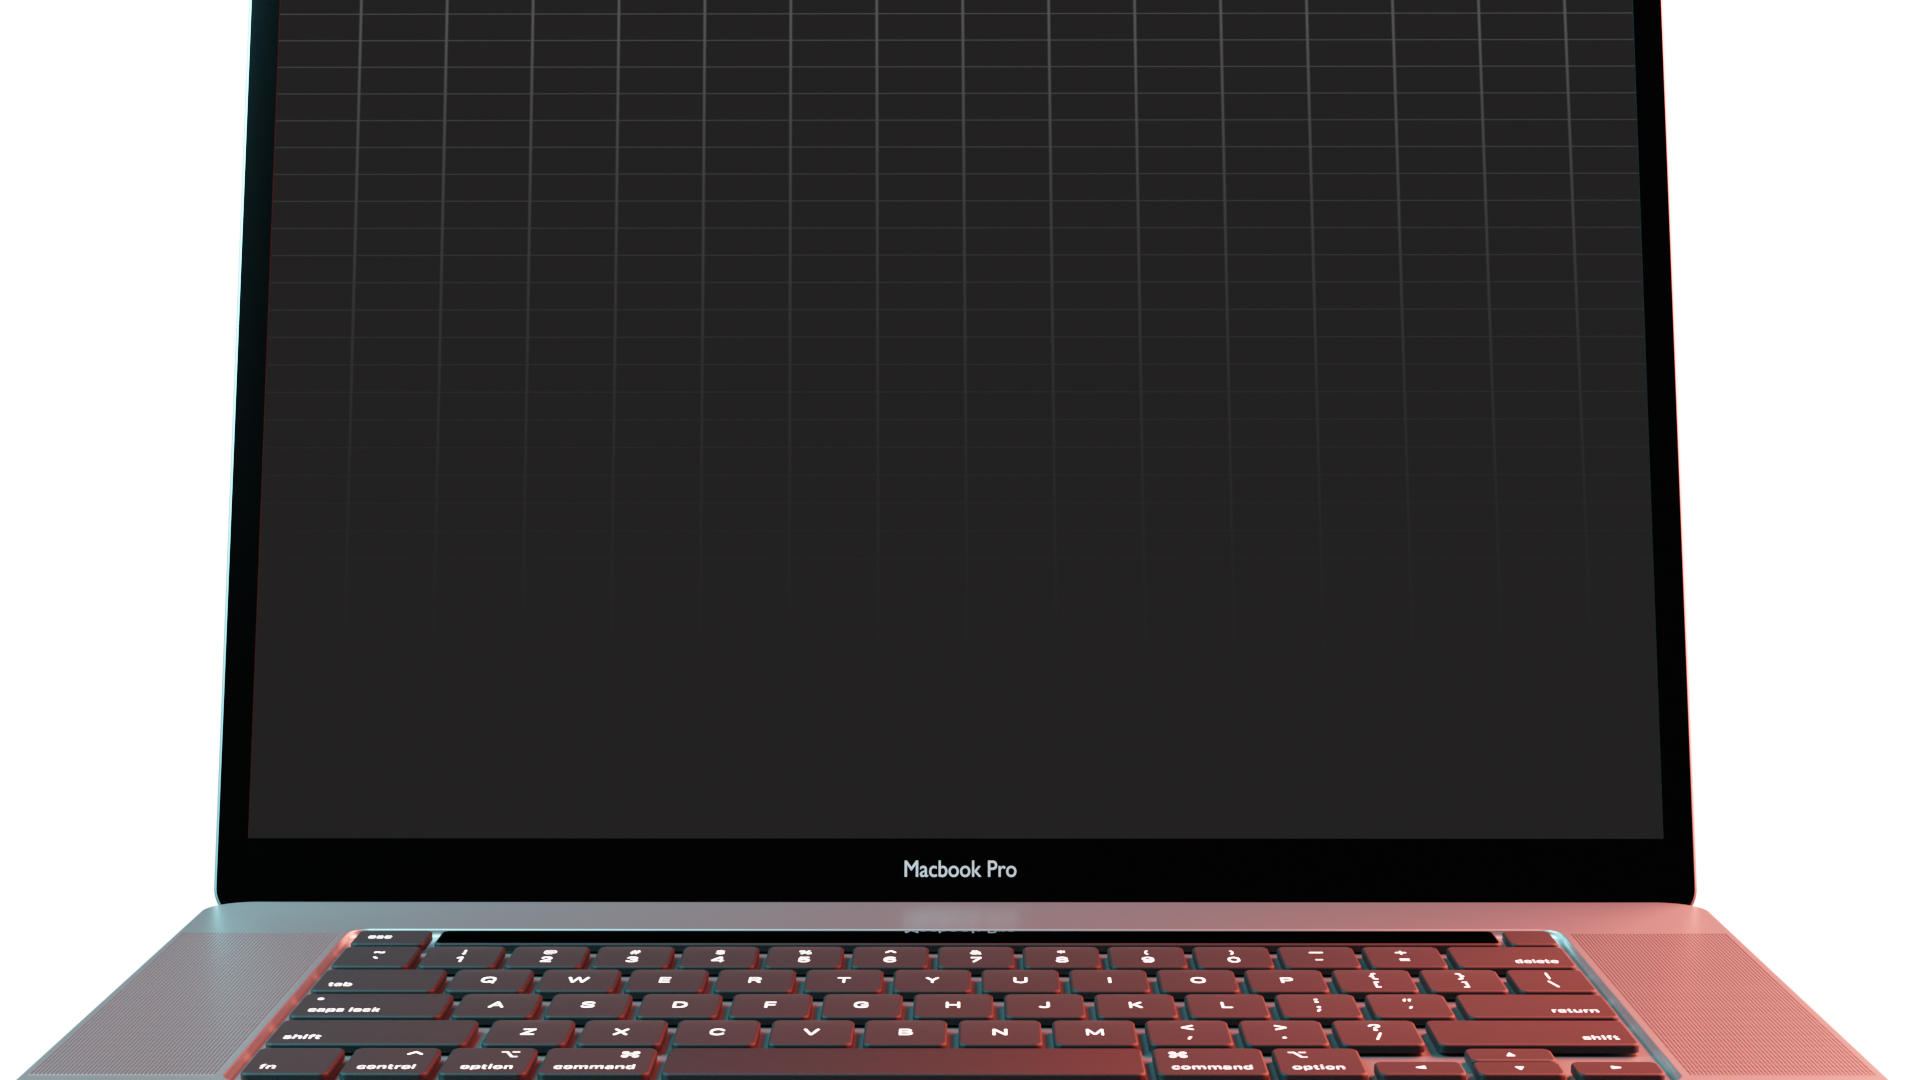 Macbook Pro
esc
~ ! @ # $ % ^ & * ( ) — +
` 1 2 3 4 5 6 7 8 9 0 - = delete
tab Q W E R T Y U I O P { [ } ] | \
caps lock A S D F G H J K L : ; " ' return
shift Z X C V B N M < , > . ? / shift
fn control option command command option